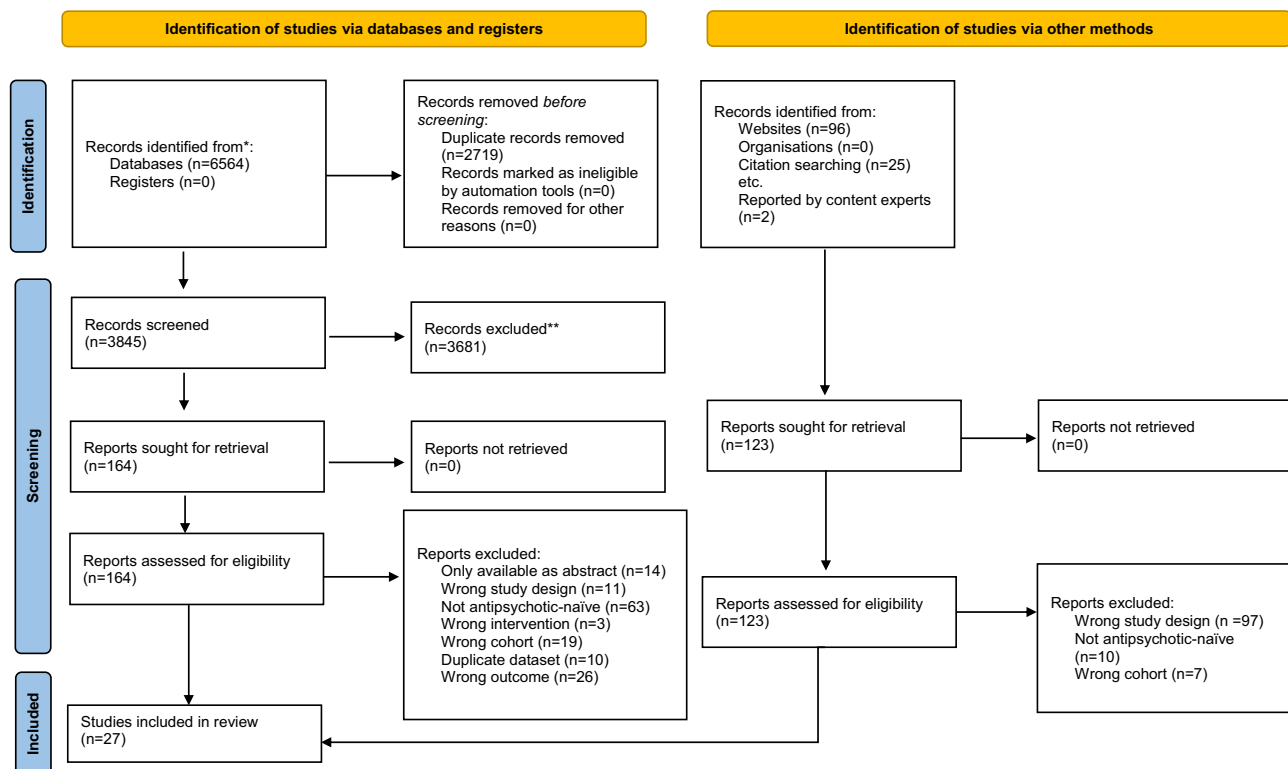 Identification of studies via databases and registers
Identification of studies via other methods
Identification
Records identified from*:
Databases (n=6564)
Registers (n=0)
Records removed before
screening:
Duplicate records removed
(n=2719)
Records marked as ineligible
by automation tools (n=0)
Records removed for other
reasons (n=0)
Records identified from:
Websites (n=96)
Organisations (n=0)
Citation searching (n=25)
etc.
Reported by content experts
(n=2)
Screening
Records screened
(n=3845)
Records excluded**
(n=3681)
Reports sought for retrieval
(n=164)
Reports not retrieved
(n=0)
Reports sought for retrieval
(n=123)
Reports not retrieved
(n=0)
Reports assessed for eligibility
(n=164)
Reports excluded:
Only available as abstract (n=14)
Wrong study design (n=11)
Not antipsychotic-naïve (n=63)
Wrong intervention (n=3)
Wrong cohort (n=19)
Duplicate dataset (n=10)
Wrong outcome (n=26)
Reports assessed for eligibility
(n=123)
Reports excluded:
Wrong study design (n =97)
Not antipsychotic-naïve
(n=10)
Wrong cohort (n=7)
Included
Studies included in review
(n=27)